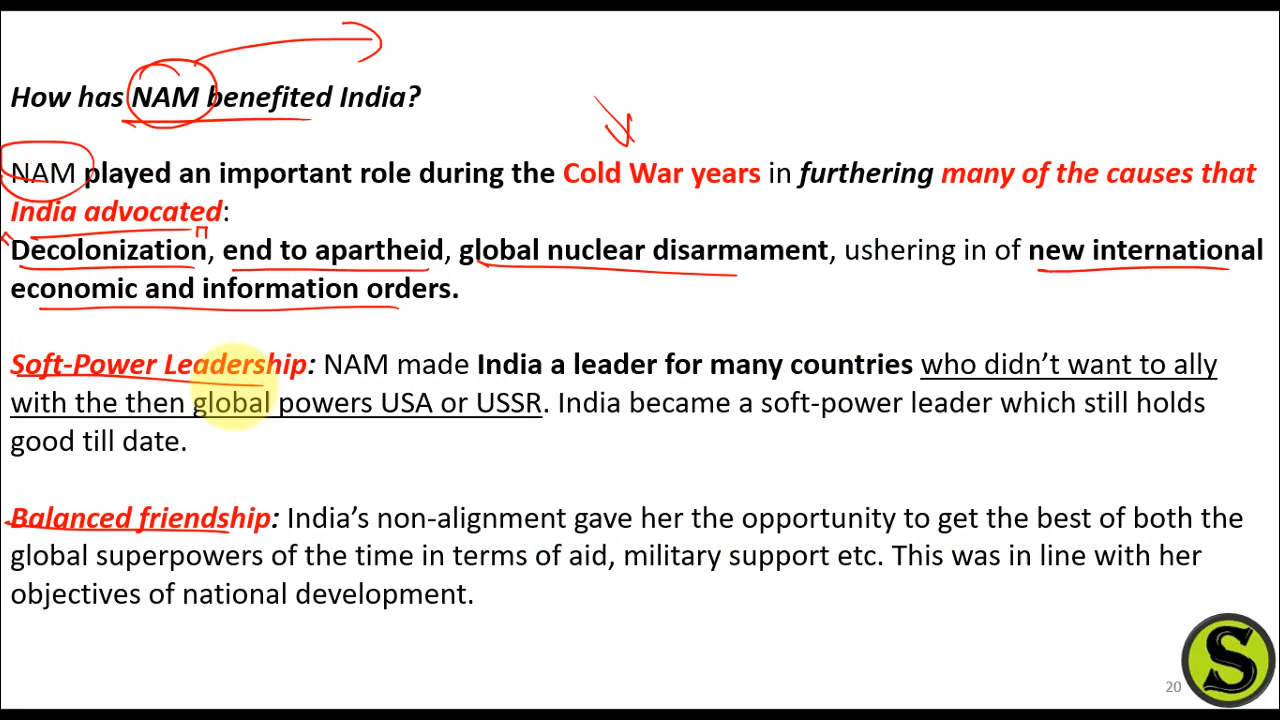 How has NAM benefited India?
NAM played an important role during the Cold War years in furthering many of the causes that
India advocated:
Decolonization, end to apartheid, global nuclear disarmament, ushering in of new international
economic and information orders.
Soft-Power Leadership: NAM made India a leader for many countries who didn't want to ally
with the then global powers USA or USSR. India became a soft-power leader which still holds
good till date.
Balanced friendship: India's non-alignment gave her the opportunity to get the best of both the
global superpowers of the time in terms of aid, military support etc. This was in line with her
objectives of national development.
S
20